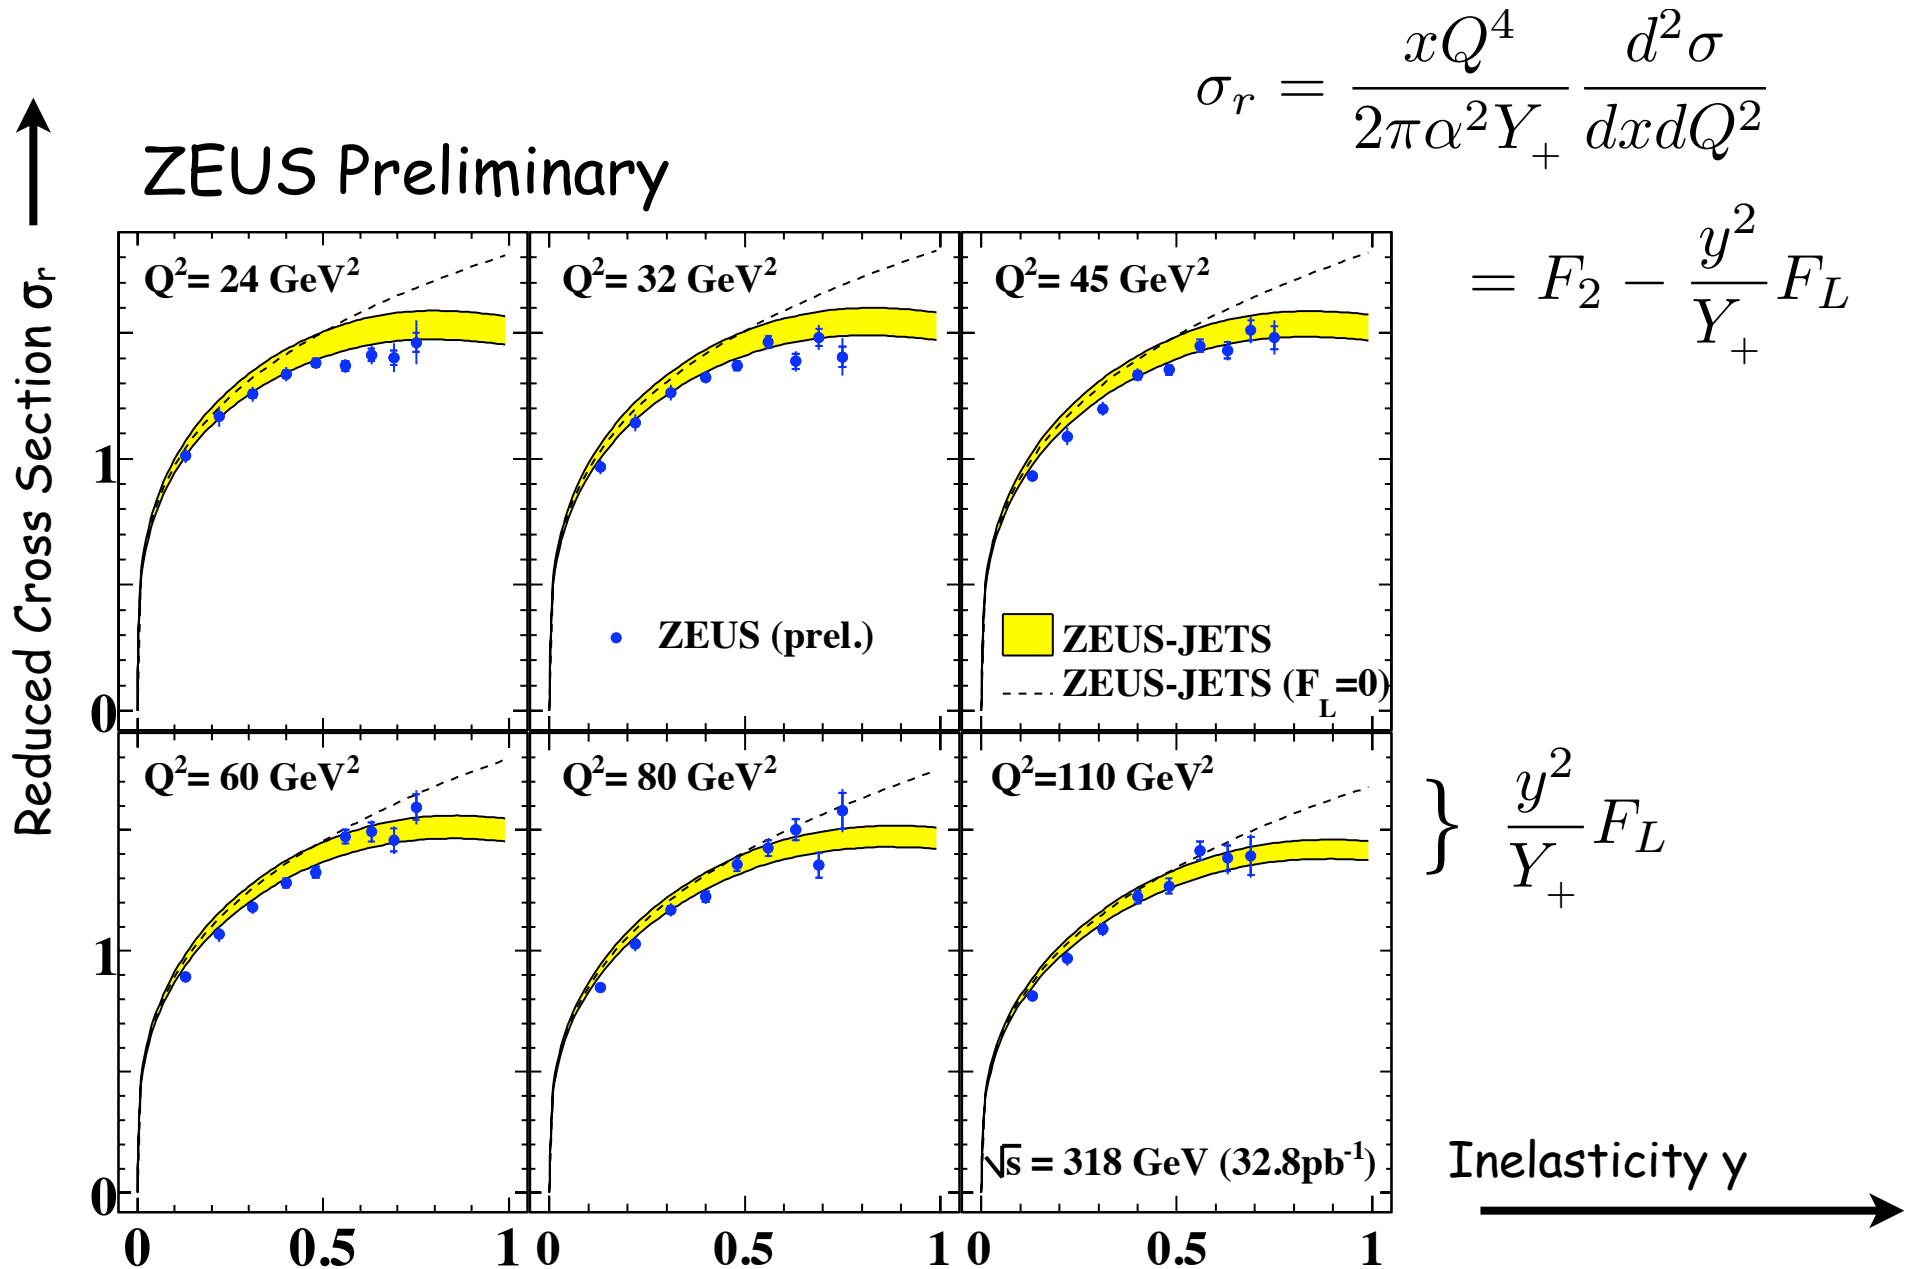 σ_r = xQ^4 / 2πα^2Y_+ d^2σ / dxdQ^2
ZEUS Preliminary
= F_2 − y^2 / Y_+ F_L
Reduced Cross Section σ_r
Q^2= 24 GeV^2
Q^2= 32 GeV^2
Q^2= 45 GeV^2
1
ZEUS (prel.)
ZEUS-JETS
ZEUS-JETS (F_L=0)
0
Q^2= 60 GeV^2
Q^2= 80 GeV^2
Q^2=110 GeV^2
} y^2 / Y_+ F_L
1
√s = 318 GeV (32.8pb^-1)
Inelasticity y
0
0 0.5 1 0 0.5 1 0 0.5 1